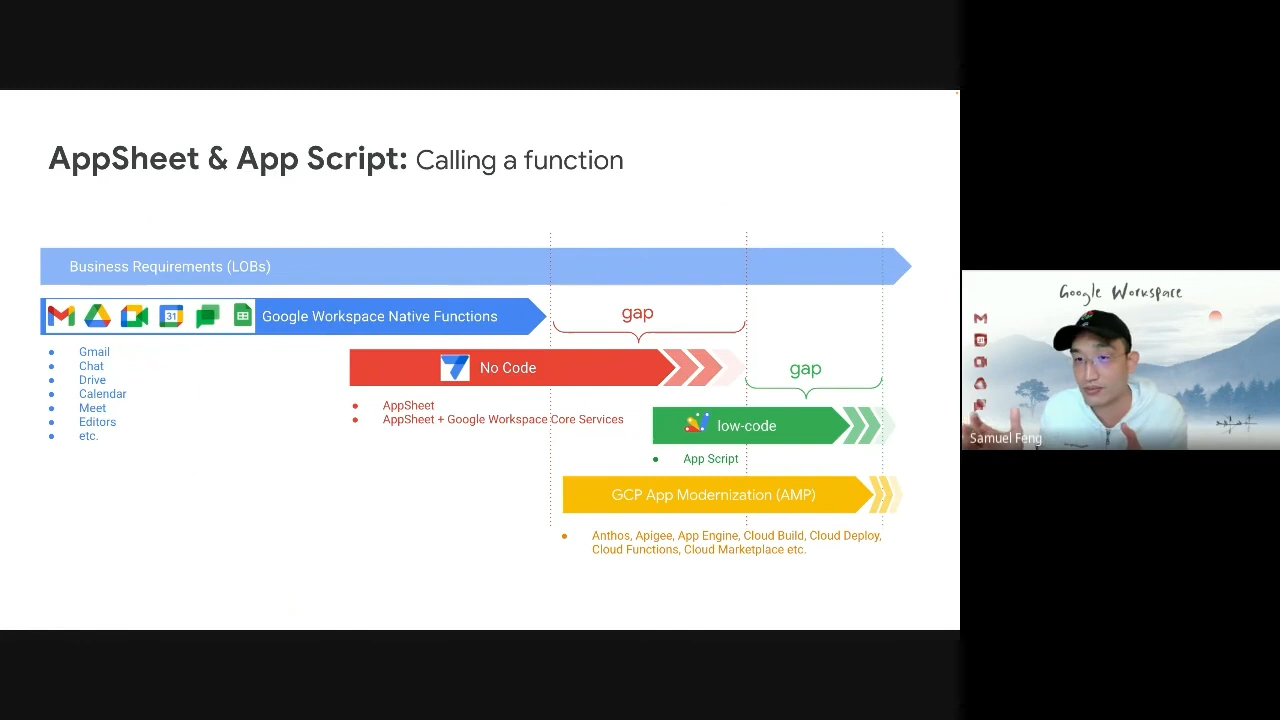 AppSheet & App Script: Calling a function
Business Requirements (LOBs)
31
Google Workspace Native Functions
gap
Gmail
Chat
Drive
Calendar
Meet
Editors
etc.
No Code
gap
AppSheet
AppSheet + Google Workspace Core Services
low-code
App Script
GCP App Modernization (AMP)
Anthos, Apigee, App Engine, Cloud Build, Cloud Deploy,
Cloud Functions, Cloud Marketplace etc.
Google Workspace
Samuel Feng